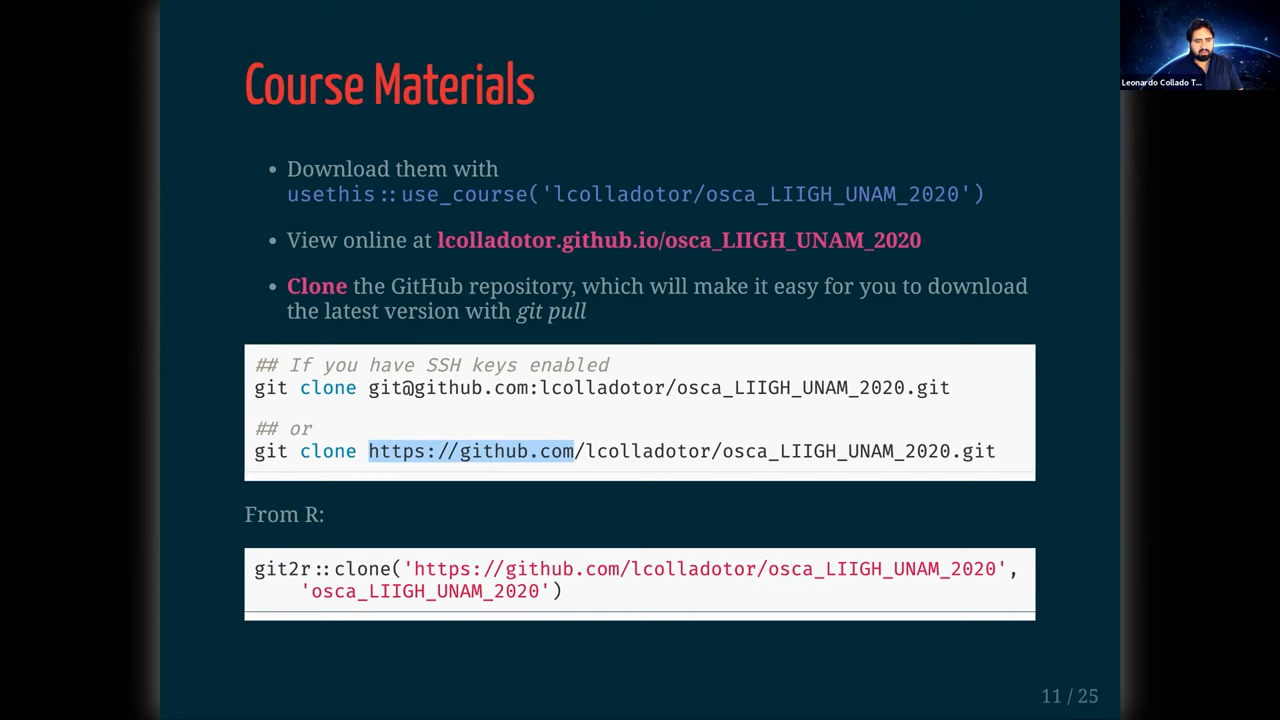 Course Materials
Leonardo Collado T...
• Download them with
usethis::use_course('lcolladotor/osca_LIIGH_UNAM_2020')
• View online at lcolladotor.github.io/osca_LIIGH_UNAM_2020
• Clone the GitHub repository, which will make it easy for you to download
the latest version with git pull
## If you have SSH keys enabled
git clone git@github.com:lcolladotor/osca_LIIGH_UNAM_2020.git
## or
git clone https://github.com/lcolladotor/osca_LIIGH_UNAM_2020.git
From R:
git2r::clone('https://github.com/lcolladotor/osca_LIIGH_UNAM_2020',
'osca_LIIGH_UNAM_2020')
11 / 25